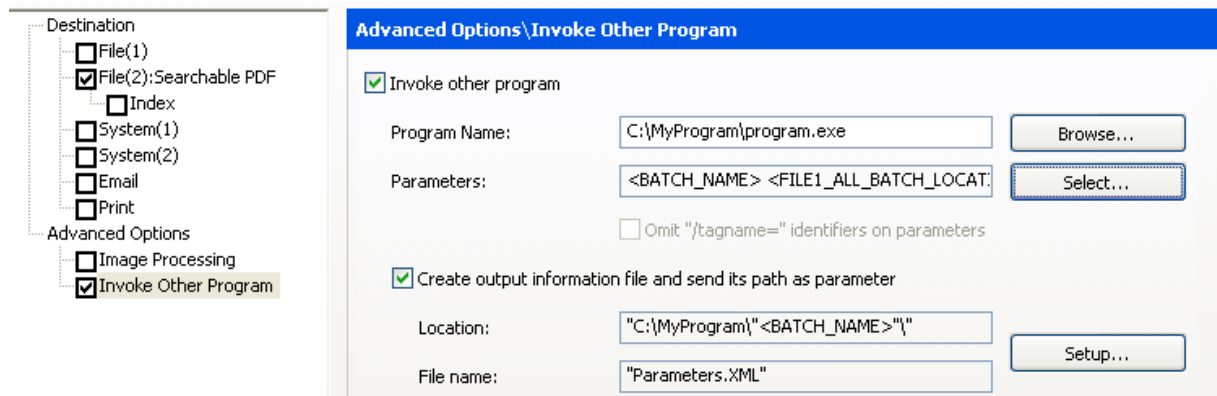 Destination
File(1)
File(2):Searchable PDF
Index
System(1)
System(2)
Email
Print
Advanced Options
Image Processing
Invoke Other Program
Advanced Options\Invoke Other Program
Invoke other program
Program Name: C:\MyProgram\program.exe Browse...
Parameters: <BATCH_NAME> <FILE1_ALL_BATCH_LOCAT: Select...
Omit "/tagname=" identifiers on parameters
Create output information file and send its path as parameter
Location: "C:\MyProgram\"<BATCH_NAME>"\"
Setup...
File name: "Parameters.XML"